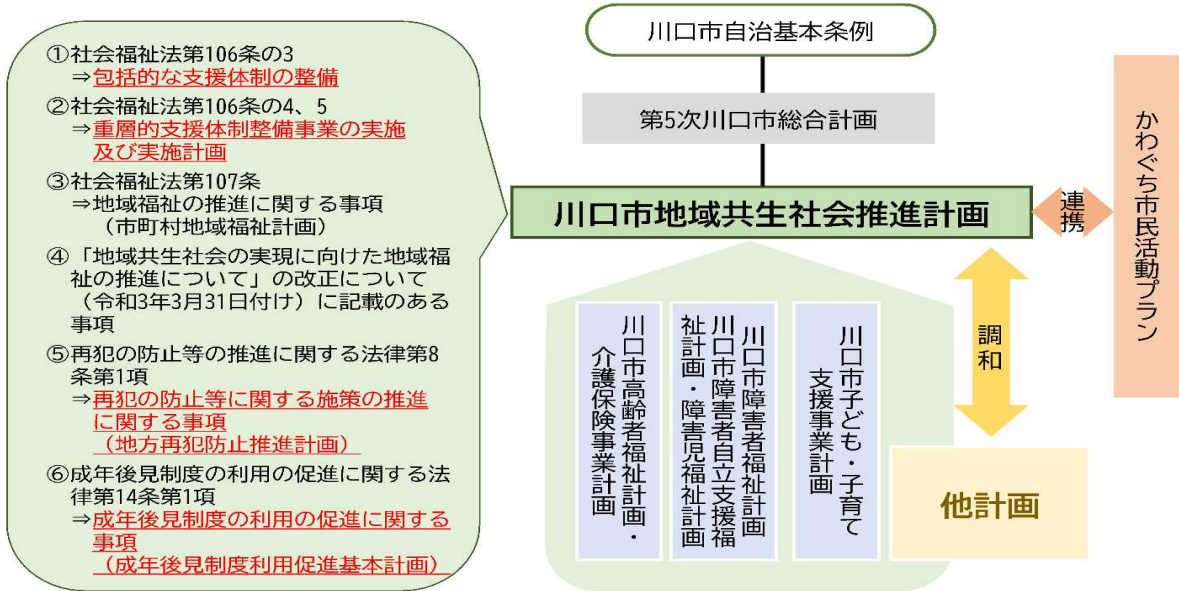 ①社会福祉法第106条の3
⇒包括的な支援体制の整備
②社会福祉法第106条の4、5
⇒重層的支援体制整備事業の実施
及び実施計画
③社会福祉法第107条
⇒地域福祉の推進に関する事項
（市町村地域福祉計画）
④「地域共生社会の実現に向けた地域福
祉の推進について」の改正について
（令和3年3月31日付け）に記載のある
事項
⑤再犯の防止等の推進に関する法律第8
条第1項
⇒再犯の防止等に関する施策の推進
に関する事項
（地方再犯防止推進計画）
⑥成年後見制度の利用の促進に関する法
律第14条第1項
⇒成年後見制度の利用の促進に関する
事項
（成年後見制度利用促進基本計画）
川口市自治基本条例
第5次川口市総合計画
川口市地域共生社会推進計画
連携
かわぐち市民活動プラン
調和
川口市高齢者福祉計画・
介護保険事業計画
川口市障害者福祉計画
川口市障害者自立支援福
祉計画・障害児福祉計画
川口市子ども・子育て
支援事業計画
他計画